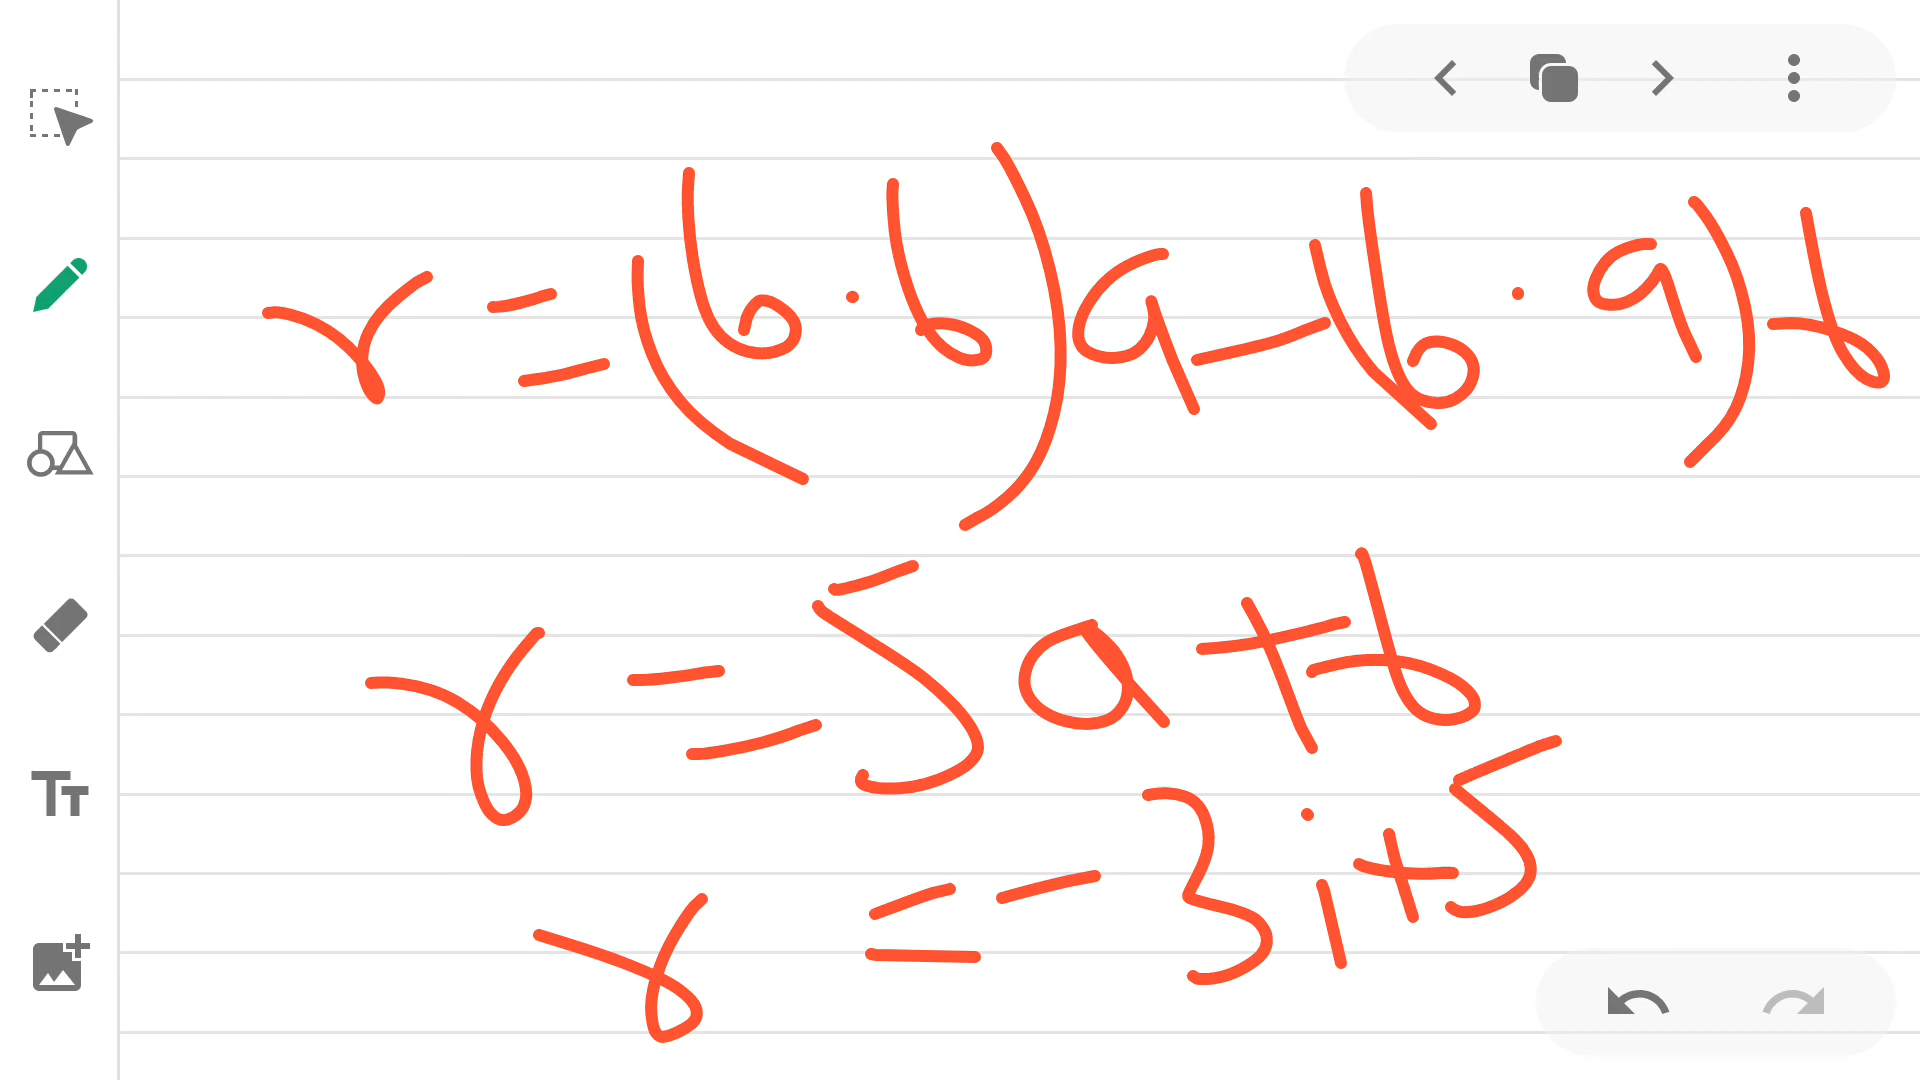 r = (b · b) a - (b · a) b
r = 5a + b
r = -3i + 5